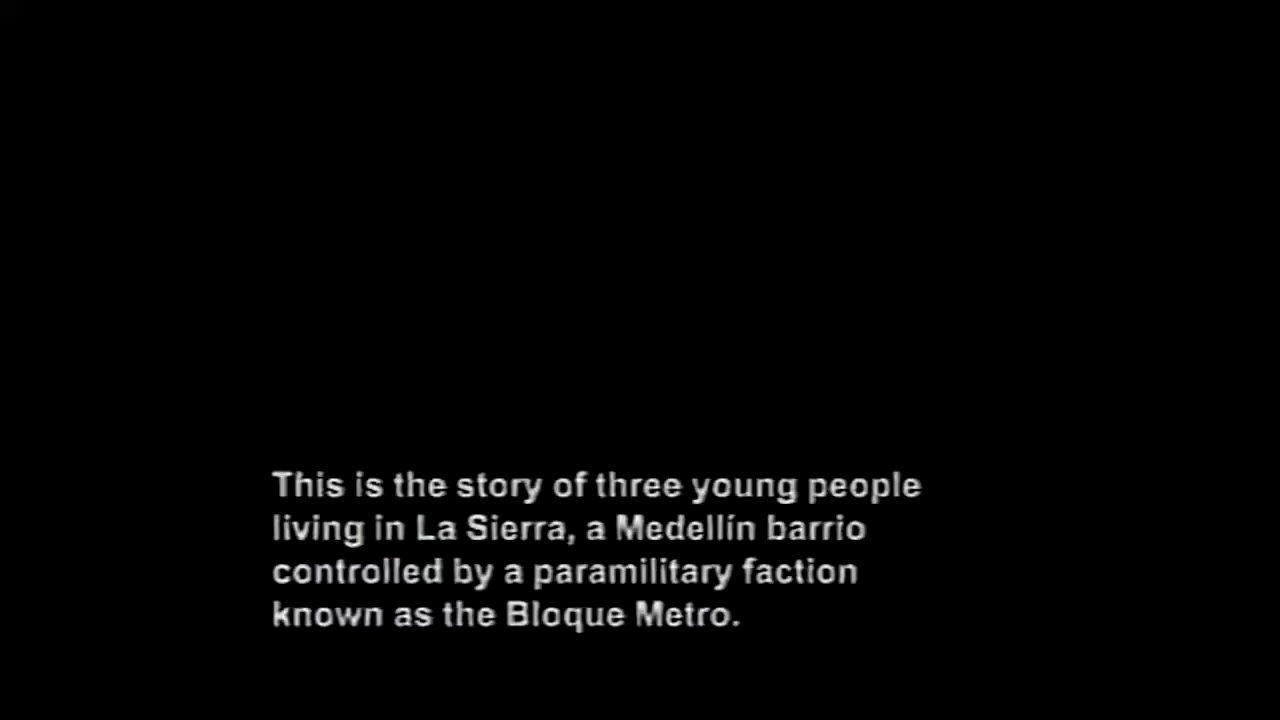 This is the story of three young people
living in La Sierra, a Medellín barrio
controlled by a paramilitary faction
known as the Bloque Metro.